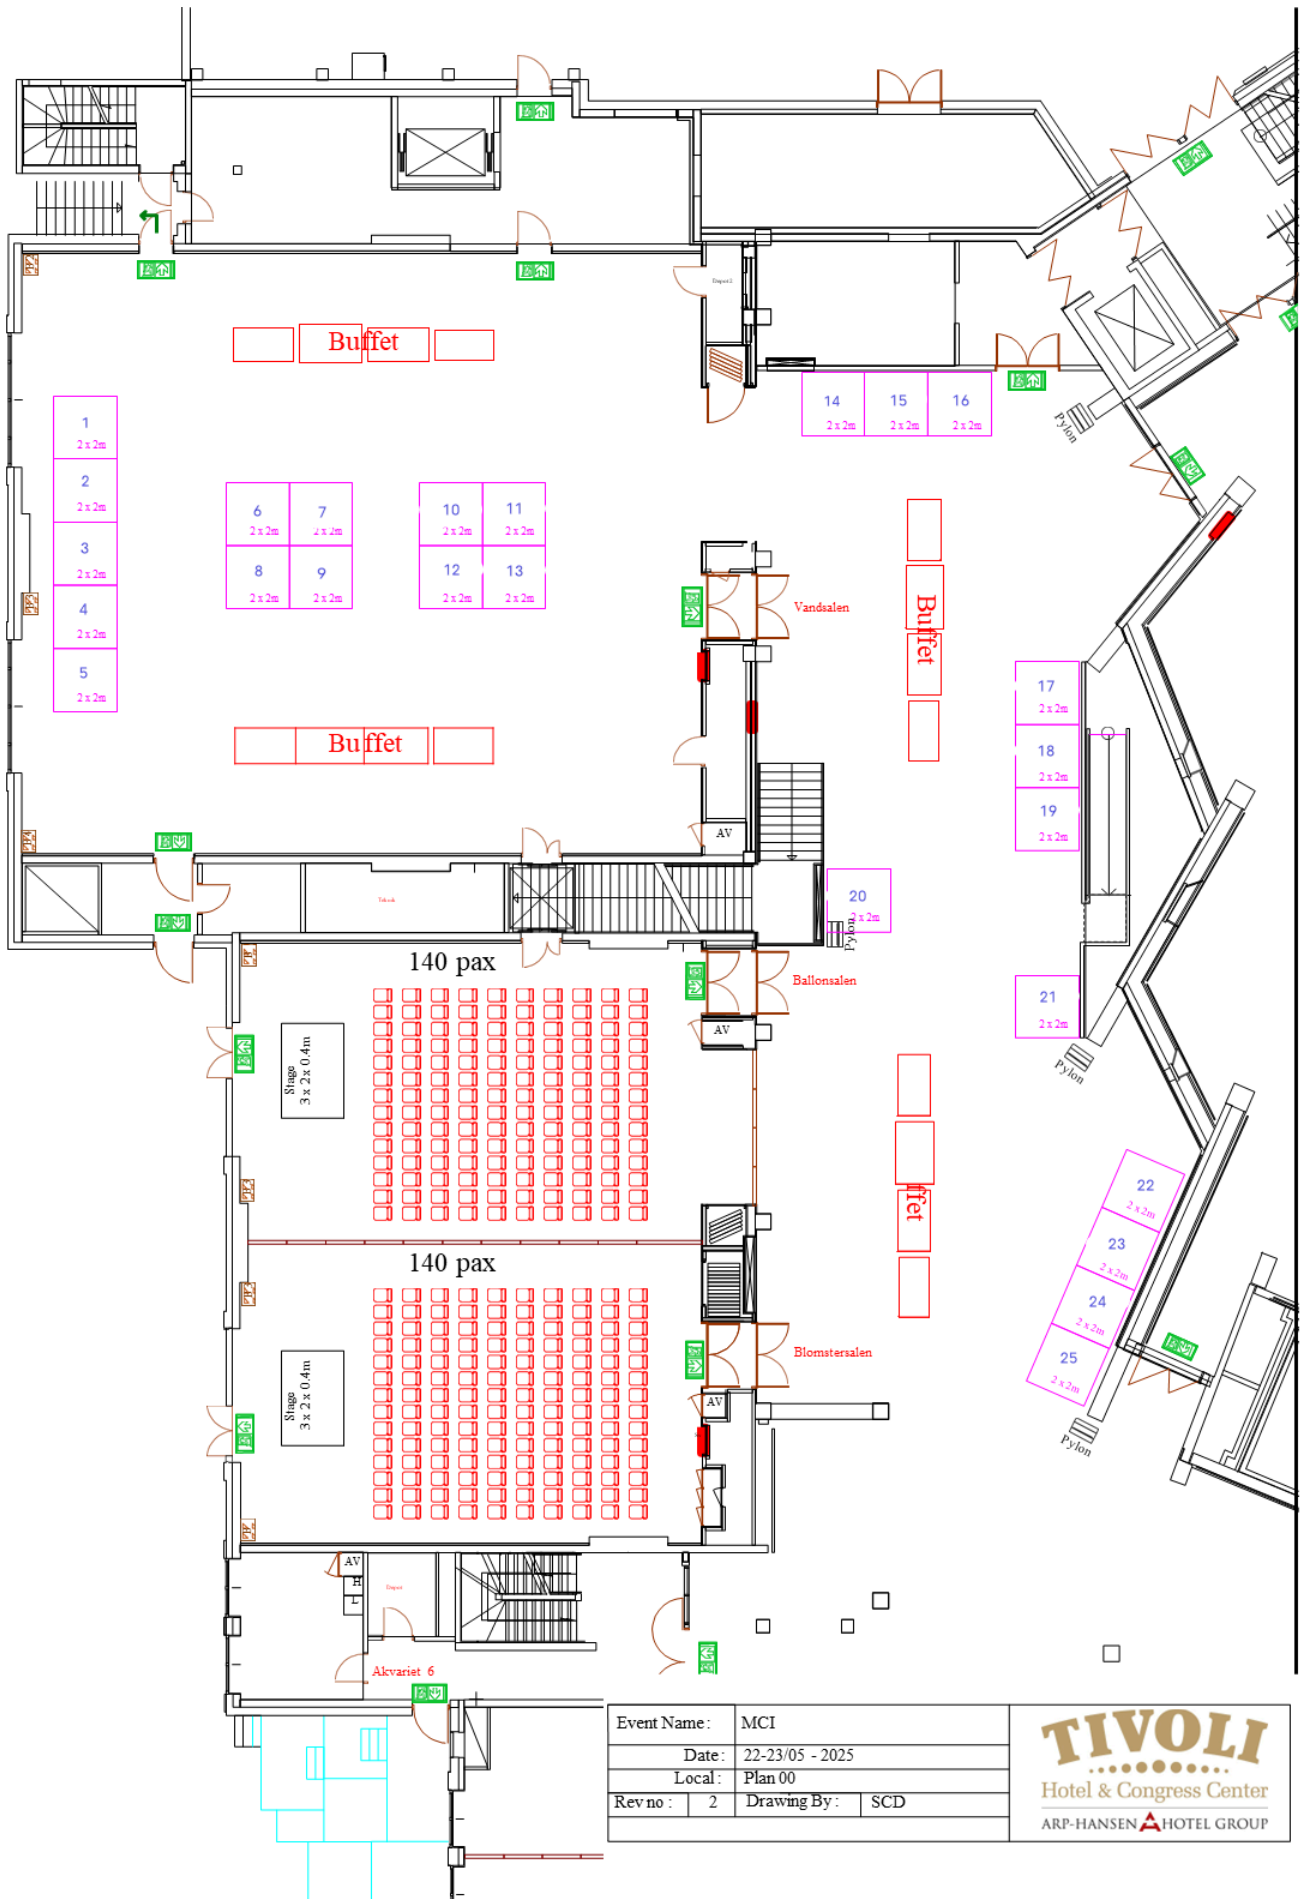 Buffet
1
2 x 2m
2
2 x 2m
3
2 x 2m
4
2 x 2m
5
2 x 2m
6
2 x 2m
7
2 x 2m
8
2 x 2m
9
2 x 2m
10
2 x 2m
11
2 x 2m
12
2 x 2m
13
2 x 2m
14
2 x 2m
15
2 x 2m
16
2 x 2m
Pylon
Vandsalen
Buffet
Buffet
17
2 x 2m
18
2 x 2m
19
2 x 2m
AV
20
2 x 2m
Pylon
140 pax
Ballonsalen
21
2 x 2m
AV
Stage
3 x 2 x 0.4m
Pylon
ffet
22
2 x 2m
23
2 x 2m
24
2 x 2m
25
2 x 2m
Pylon
140 pax
Blomstersalen
Stage
3 x 2 x 0.4m
AV
AV
H
L
Depot
Akvariet 6
Event Name: MCI
Date: 22-23/05 - 2025
Local: Plan 00
Rev no: 2 Drawing By: SCD
TIVOLI
Hotel & Congress Center
ARP-HANSEN HOTEL GROUP